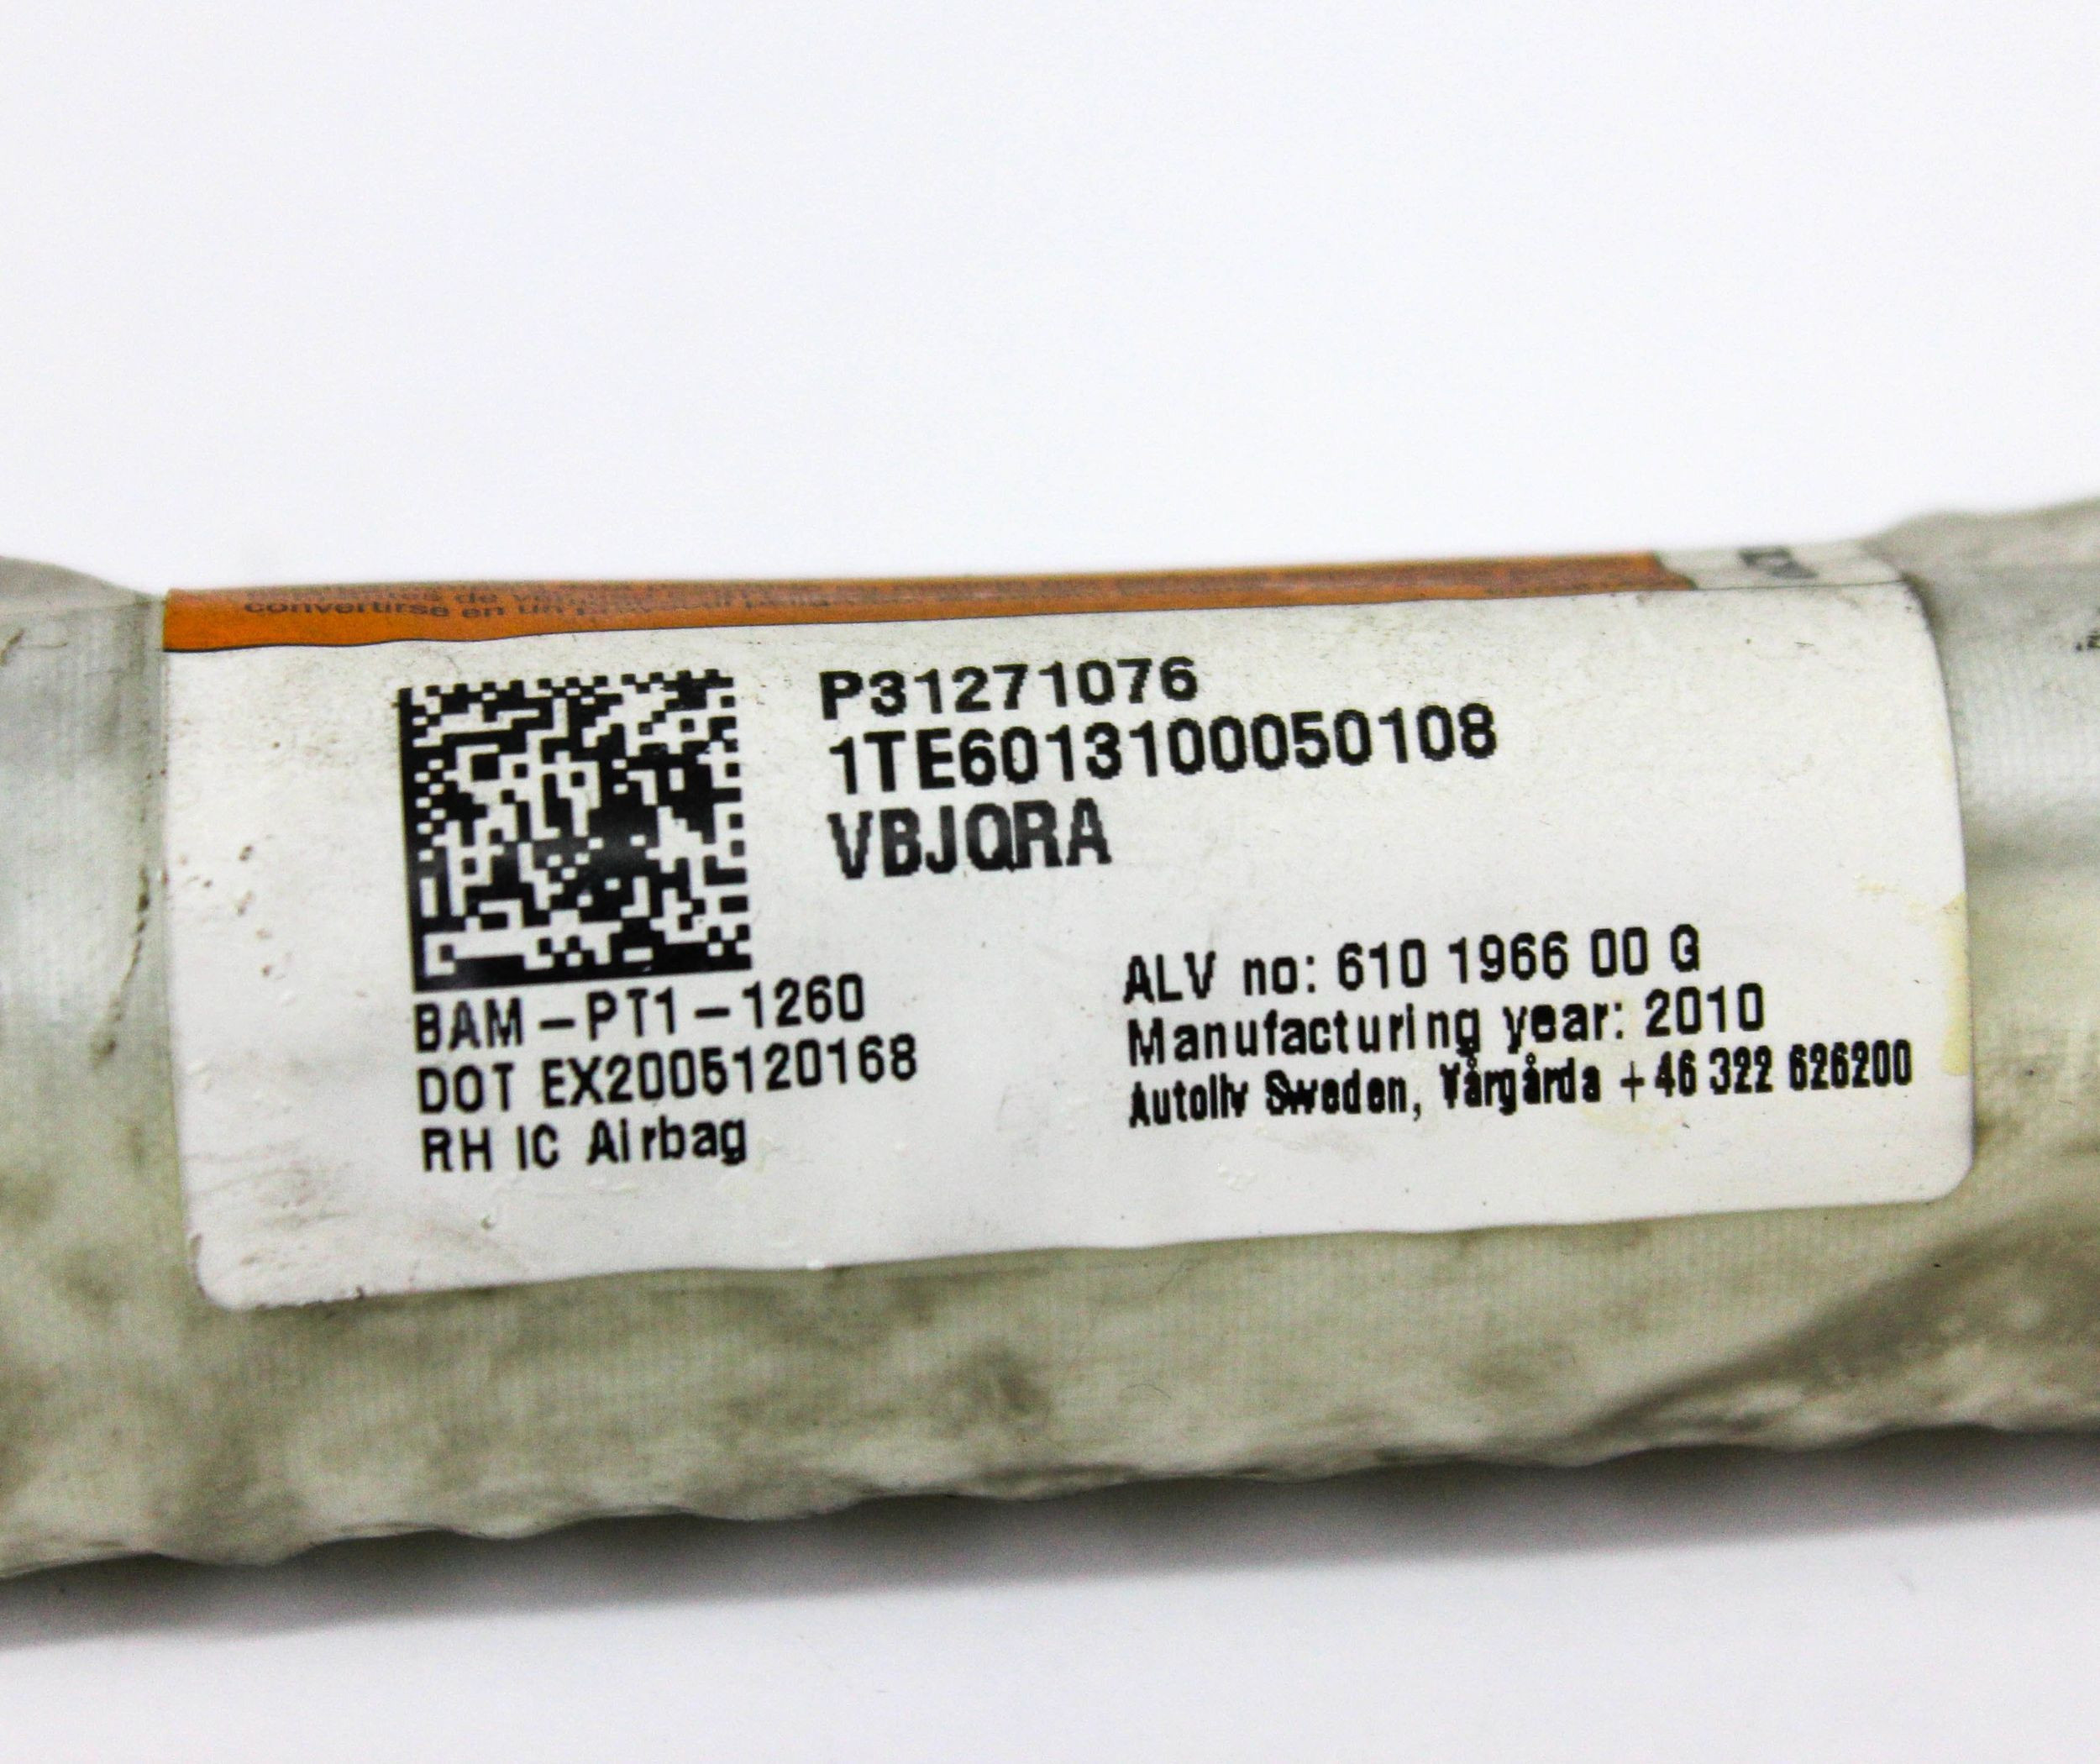 convertirse en un
P31271076
1TE6013100050108
VBJQRA
BAM-PT1-1260
DOT EX2005120168
RH IC Airbag
ALV no: 610 1966 00 G
Manufacturing year: 2010
Autoliv Sweden, Vårgårda +46 322 626200